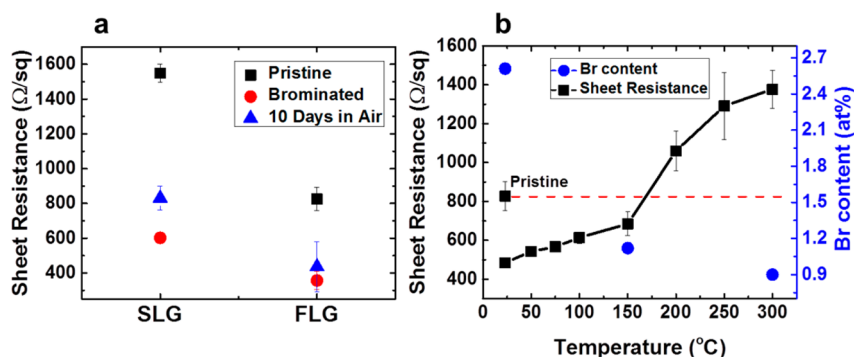 a
Sheet Resistance (Ω/sq)
1600
1400
1200
1000
800
600
400
Pristine
Brominated
10 Days in Air
SLG
FLG
b
Sheet Resistance (Ω/sq)
1600
1400
1200
1000
800
600
400
Br content
Sheet Resistance
Pristine
2.7
2.4
2.1
1.8
1.5
1.2
0.9
Br content (at%)
0 50 100 150 200 250 300
Temperature (°C)